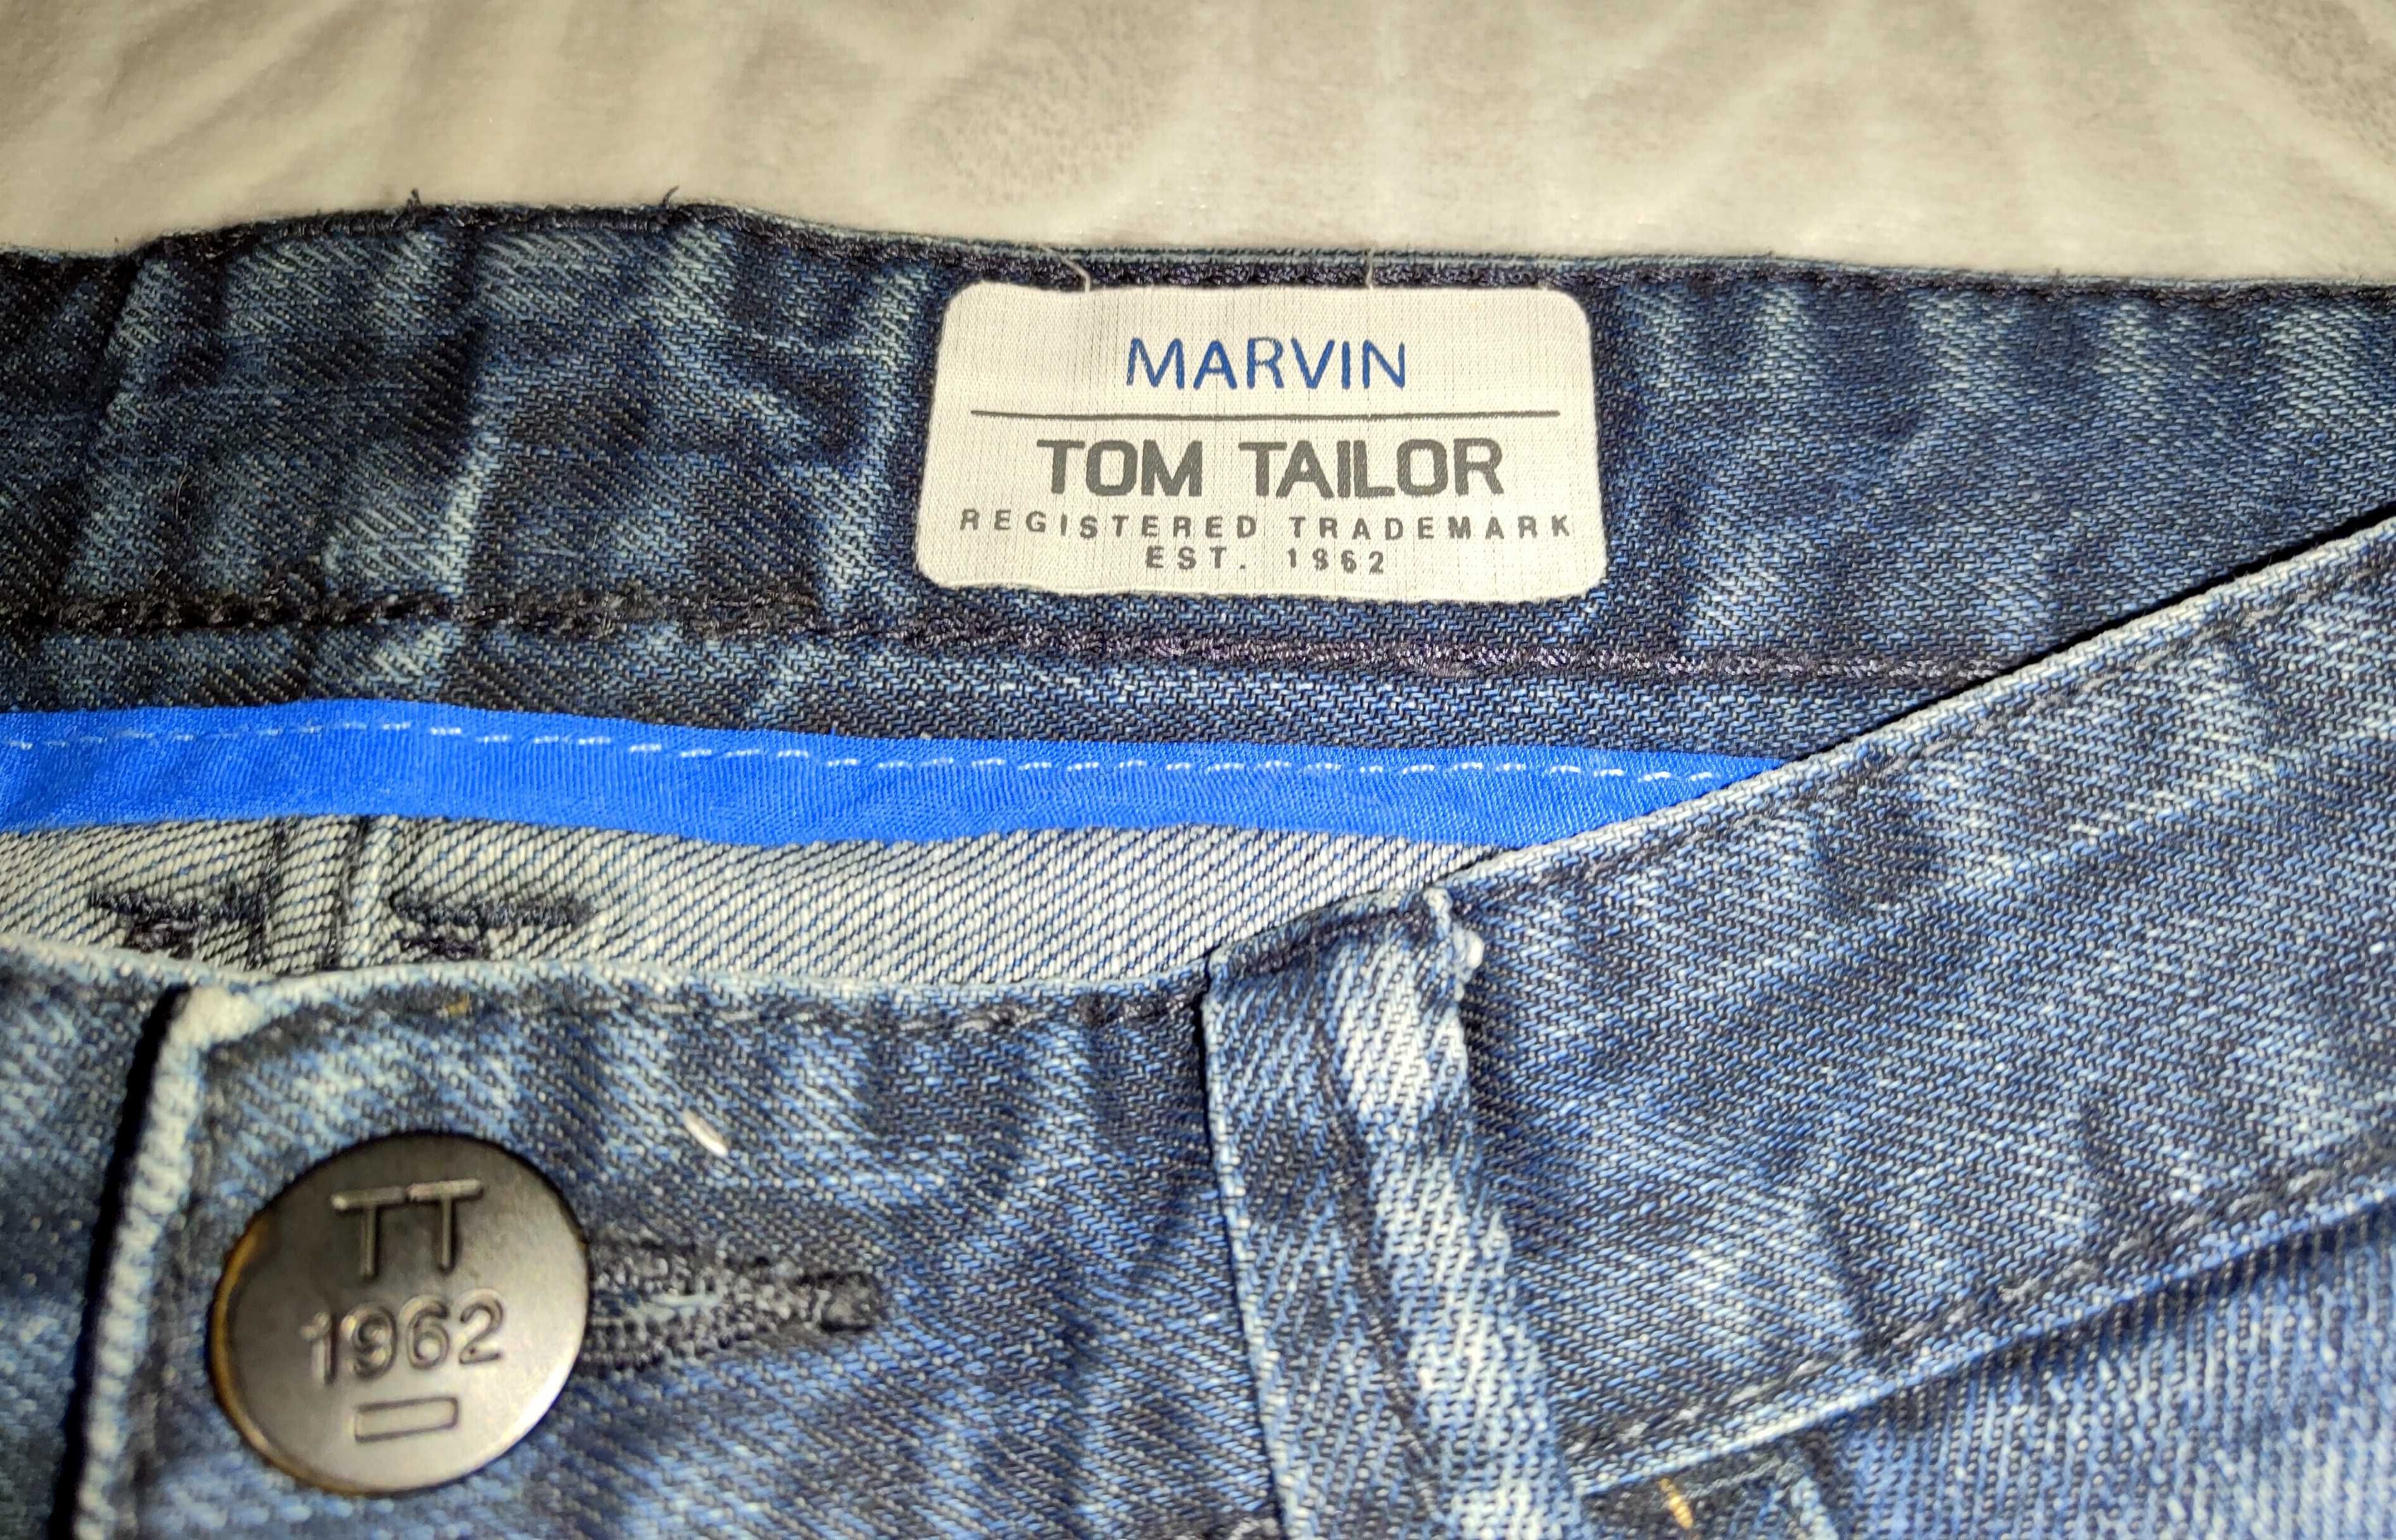 MARVIN
TOM TAILOR
REGISTERED TRADEMARK
EST. 1962
TT
1962